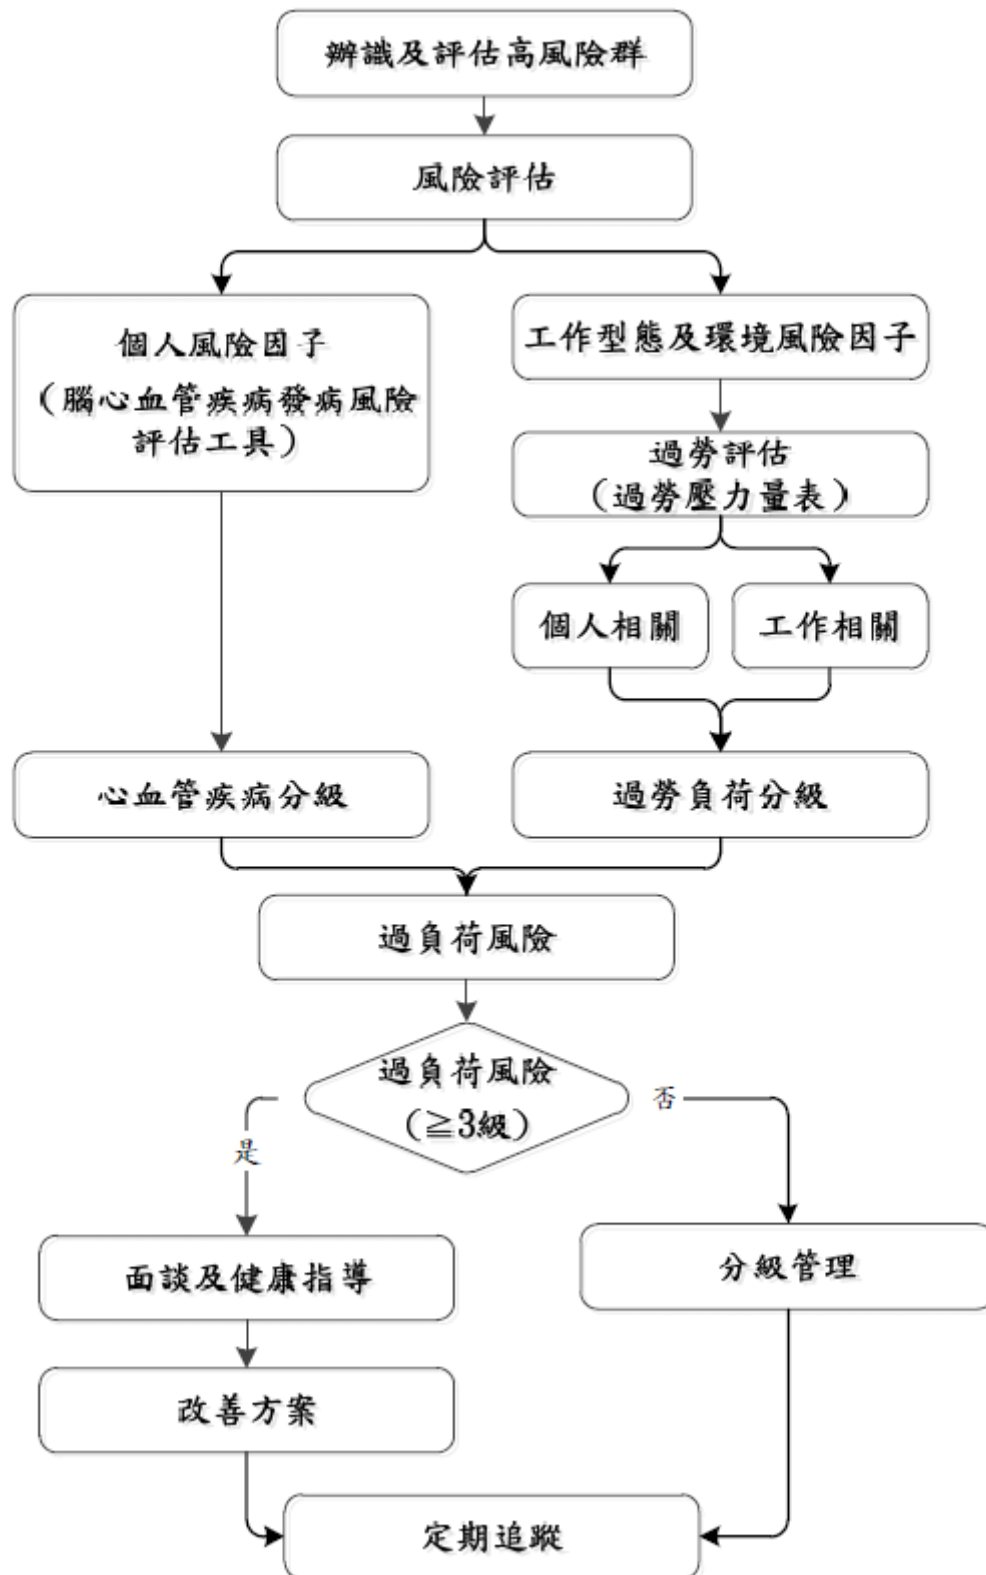 辦識及評估高風險群
風險評估
個人風險因子
（腦心血管疾病發病風險
評估工具）
工作型態及環境風險因子
過勞評估
（過勞壓力量表）
個人相關
工作相關
心血管疾病分級
過勞負荷分級
過負荷風險
過負荷風險
（≧3級）
是
否
面談及健康指導
分級管理
改善方案
定期追蹤